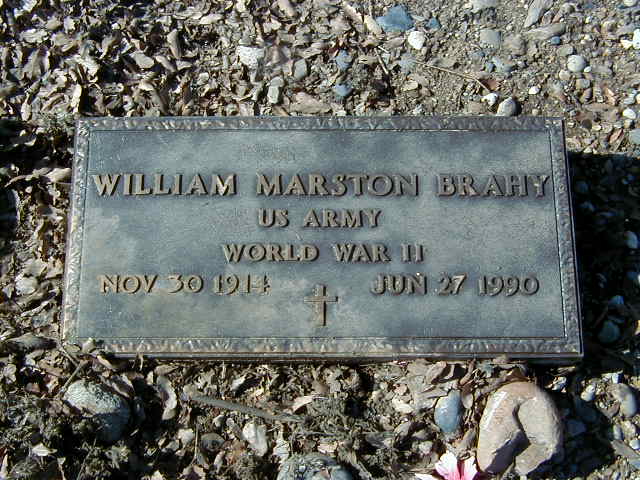 WILLIAM MARSTON BRAHY
US ARMY
WORLD WAR II
NOV 30 1914 JUN 27 1990